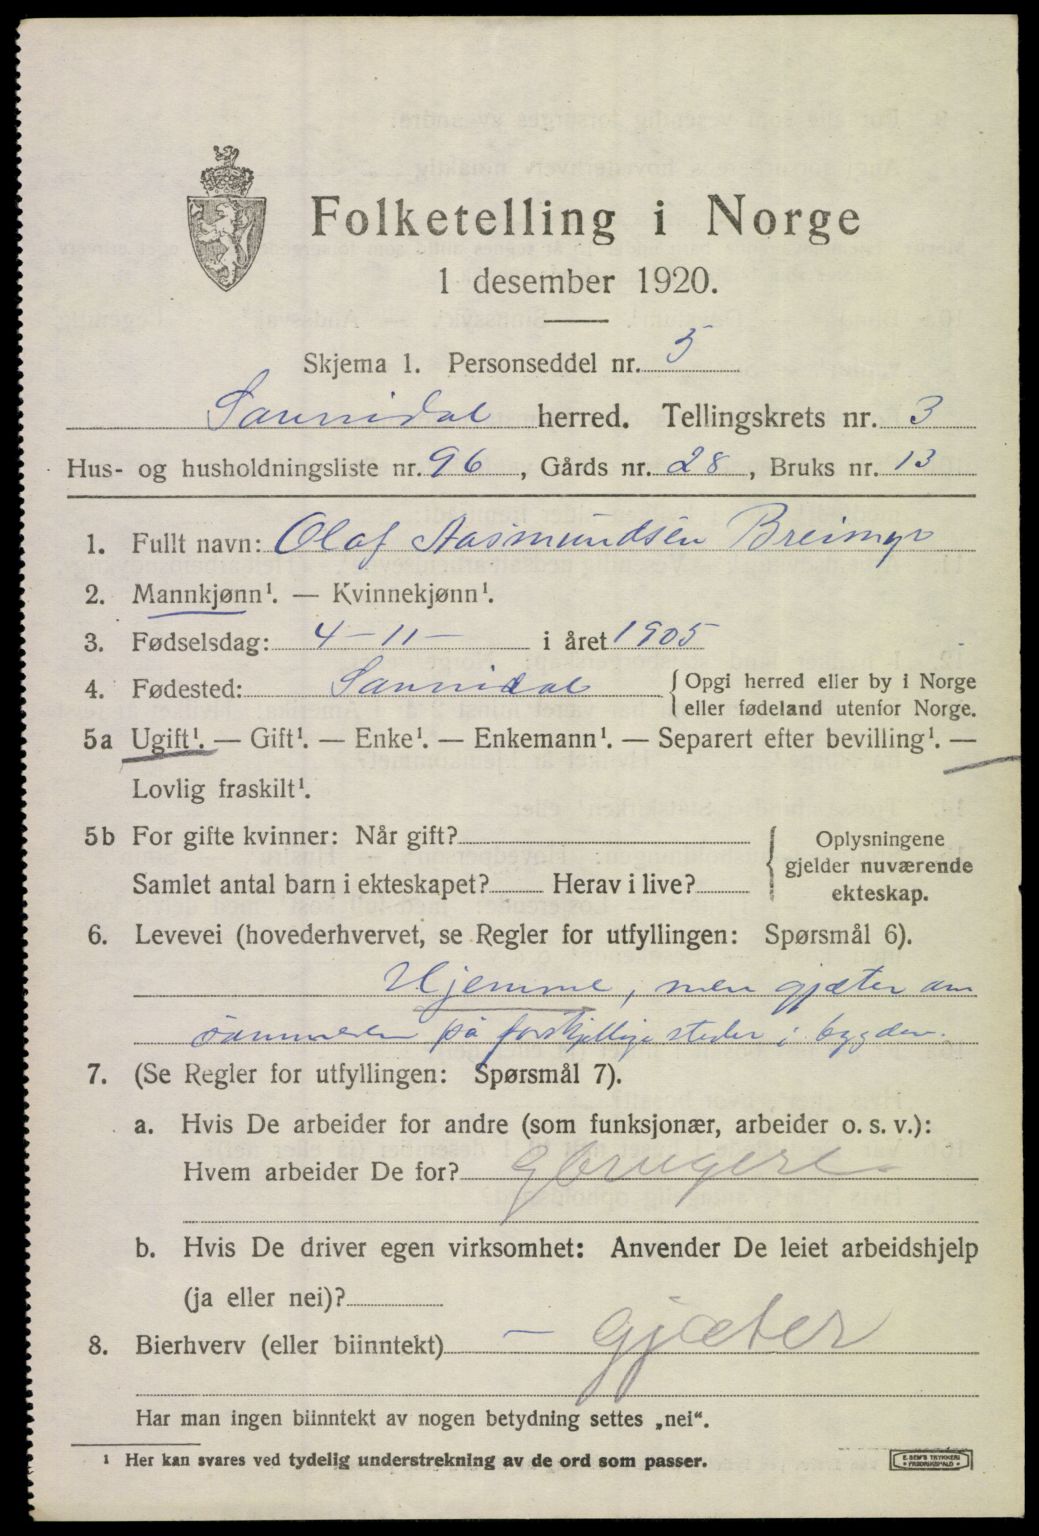 Folketelling i Norge
1 desember 1920.
Skjema 1. Personseddel nr. 5
Sannidal herred. Tellingskrets nr. 3
Hus- og husholdningsliste nr. 96, Gårds nr. 28, Bruks nr. 13
1. Fullt navn: Olaf Aasmundsen Breimyr
2. Mannkjønn¹. — Kvinnekjønn¹.
3. Fødselsdag: 4-11- i året 1905
4. Fødested: Sannidal { Opgi herred eller by i Norge
eller fødeland utenfor Norge.
5a Ugift¹. — Gift¹. — Enke¹. — Enkemann¹. — Separert efter bevilling¹. —
Lovlig fraskilt¹.
5b For gifte kvinner: Når gift?
Samlet antal barn i ekteskapet? Herav i live?
Oplysningene
gjelder nuværende
ekteskap.
6. Levevei (hovederhvervet, se Regler for utfyllingen: Spørsmål 6).
Hjemme, men gjæter om
sommeren på forskjellige steder i bygden.
7. (Se Regler for utfyllingen: Spørsmål 7).
a. Hvis De arbeider for andre (som funksjonær, arbeider o. s. v.):
Hvem arbeider De for? gbrugere
b. Hvis De driver egen virksomhet: Anvender De leiet arbeidshjelp
(ja eller nei)?
8. Bierhverv (eller biinntekt) — gjæter
Har man ingen biinntekt av nogen betydning settes „nei“.
¹ Her kan svares ved tydelig understrekning av de ord som passer.
E. SEM'S TRYKKERI
FREDRIKSHALD